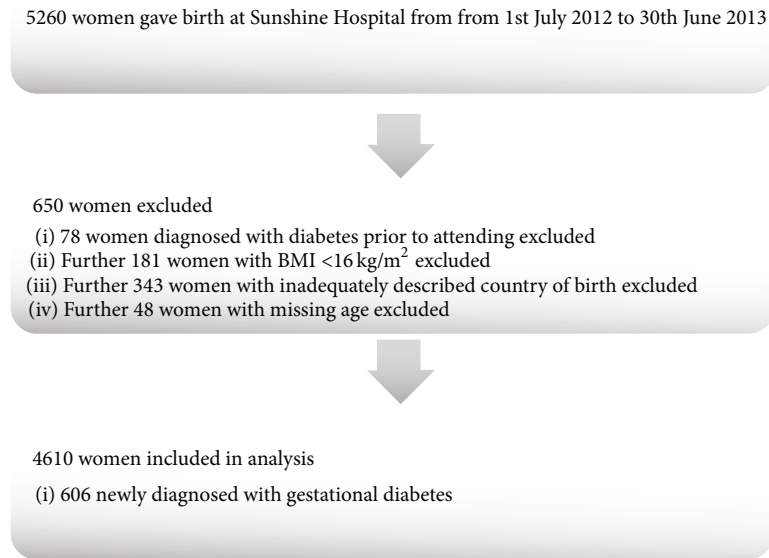 5260 women gave birth at Sunshine Hospital from from 1st July 2012 to 30th June 2013
650 women excluded
(i) 78 women diagnosed with diabetes prior to attending excluded
(ii) Further 181 women with BMI <16 kg/m² excluded
(iii) Further 343 women with inadequately described country of birth excluded
(iv) Further 48 women with missing age excluded
4610 women included in analysis
(i) 606 newly diagnosed with gestational diabetes